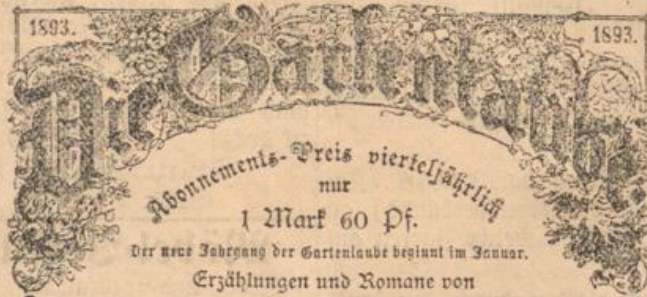 1893.
1893.
Die Gartenlaube.
Abonnements-Preis vierteljährlich
nur
1 Mark 60 Pf.
Der neue Jahrgang der Gartenlaube beginnt im Januar.
Erzählungen und Romane von